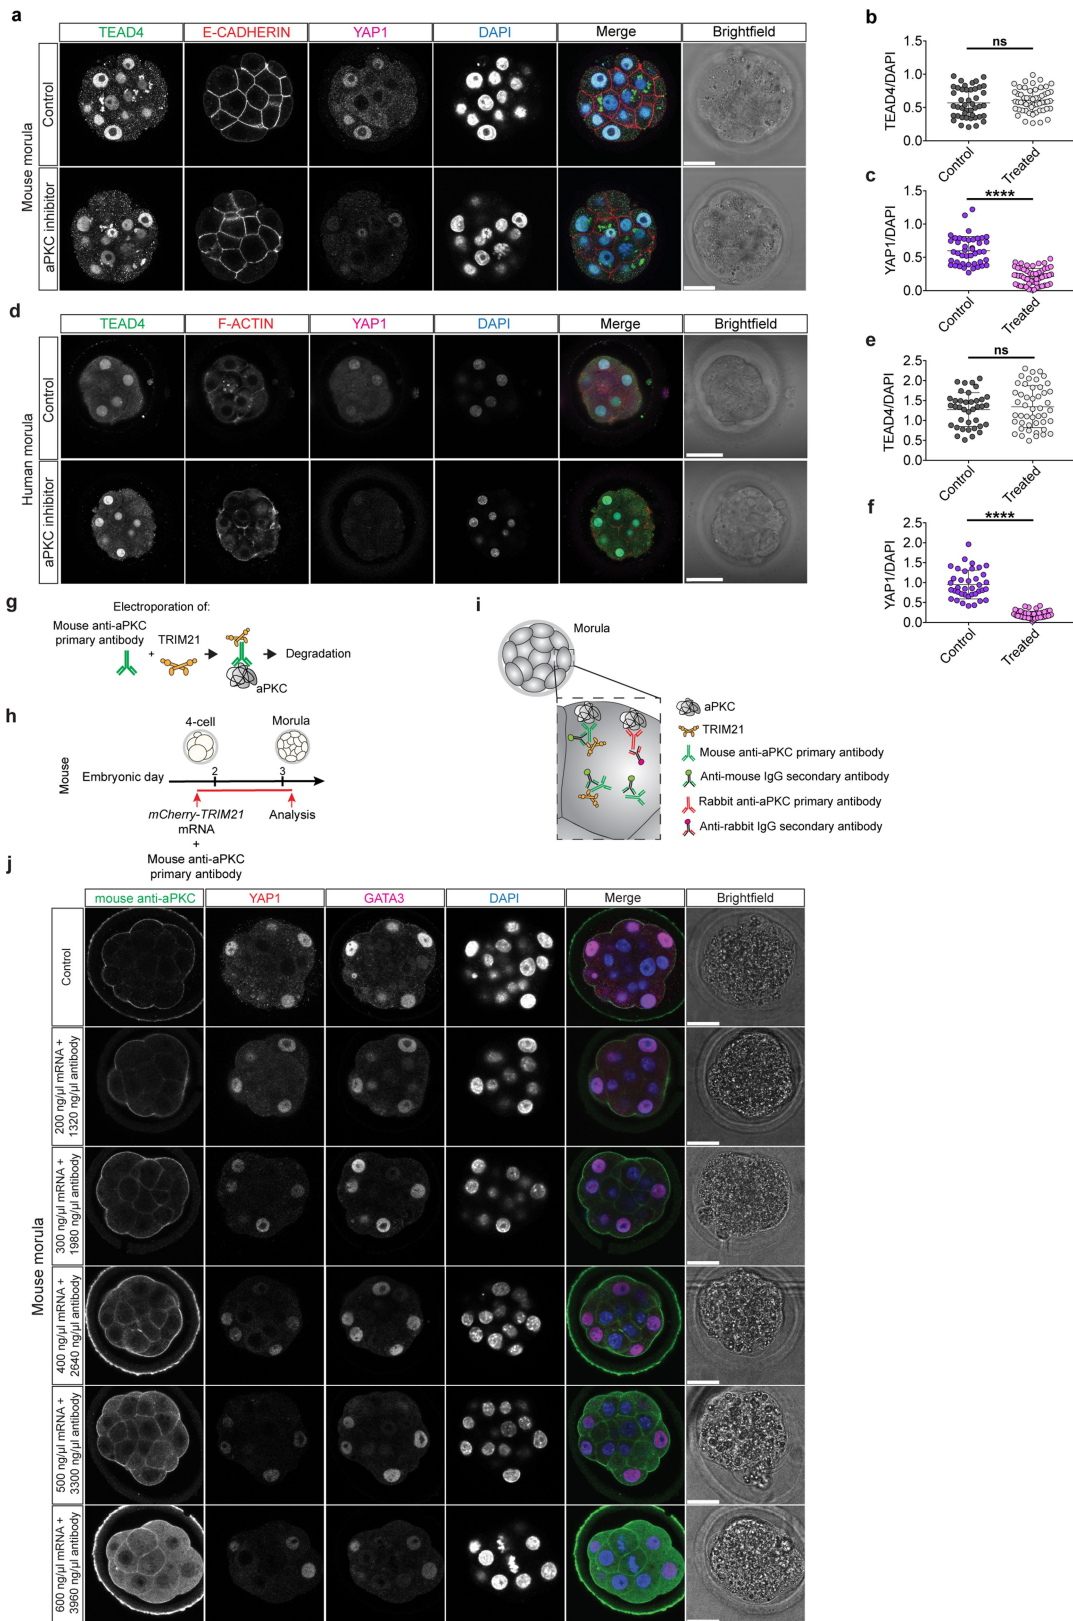 a
TEAD4 E-CADHERIN YAP1 DAPI Merge Brightfield
Mouse morula
Control
aPKC inhibitor
b
TEAD4/DAPI
1.5
1.0
0.5
0.0
ns
Control Treated
c
YAP1/DAPI
1.5
1.0
0.5
0.0
****
Control Treated
d
TEAD4 F-ACTIN YAP1 DAPI Merge Brightfield
Human morula
Control
aPKC inhibitor
e
TEAD4/DAPI
2.5
2.0
1.5
1.0
0.5
0.0
ns
Control Treated
f
YAP1/DAPI
2.5
2.0
1.5
1.0
0.5
0.0
****
Control Treated
g
Electroporation of:
Mouse anti-aPKC
primary antibody
+
TRIM21
aPKC
Degradation
h
Mouse
4-cell Morula
Embryonic day
2 3
mCherry-TRIM21
mRNA
+
Mouse anti-aPKC
primary antibody
Analysis
i
Morula
aPKC
TRIM21
Mouse anti-aPKC primary antibody
Anti-mouse IgG secondary antibody
Rabbit anti-aPKC primary antibody
Anti-rabbit IgG secondary antibody
j
mouse anti-aPKC YAP1 GATA3 DAPI Merge Brightfield
Mouse morula
Control
200 ng/µl mRNA +
1320 ng/µl antibody
300 ng/µl mRNA +
1980 ng/µl antibody
400 ng/µl mRNA +
2640 ng/µl antibody
500 ng/µl mRNA +
3300 ng/µl antibody
600 ng/µl mRNA +
3960 ng/µl antibody